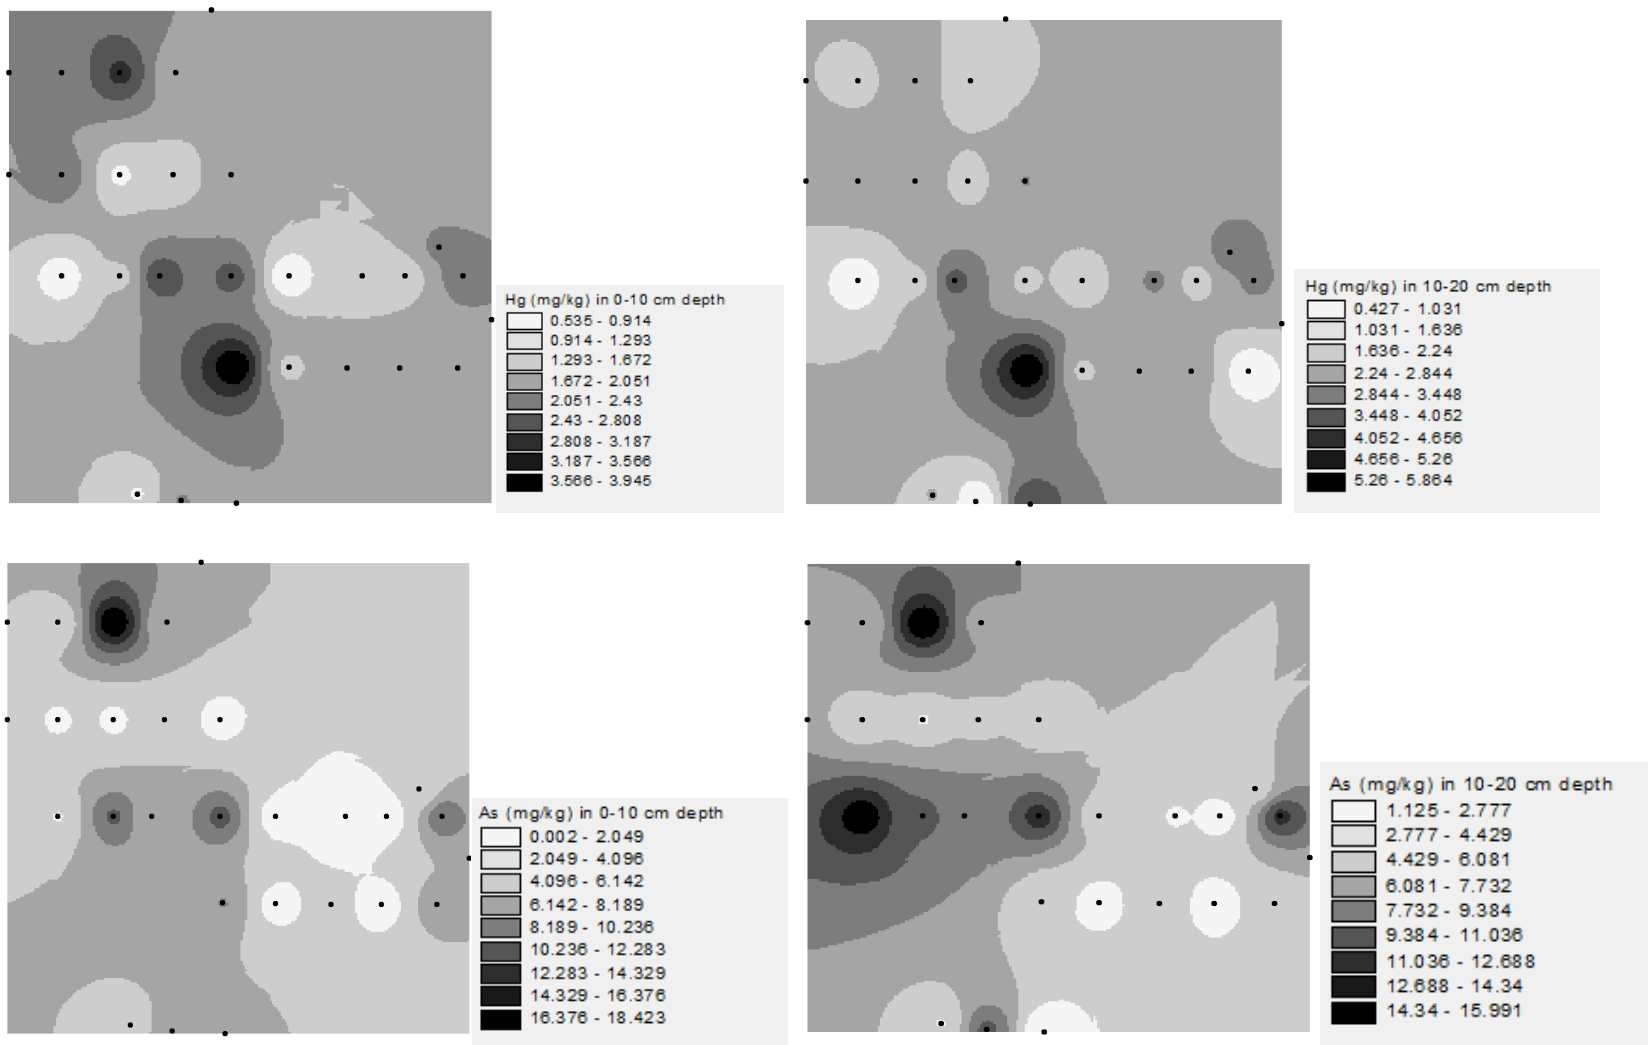 Hg (mg/kg) in 0-10 cm depth
0.535 - 0.914
0.914 - 1.293
1.293 - 1.672
1.672 - 2.051
2.051 - 2.43
2.43 - 2.808
2.808 - 3.187
3.187 - 3.566
3.566 - 3.945
Hg (mg/kg) in 10-20 cm depth
0.427 - 1.031
1.031 - 1.636
1.636 - 2.24
2.24 - 2.844
2.844 - 3.448
3.448 - 4.052
4.052 - 4.656
4.656 - 5.26
5.26 - 5.864
As (mg/kg) in 0-10 cm depth
0.002 - 2.049
2.049 - 4.096
4.096 - 6.142
6.142 - 8.189
8.189 - 10.236
10.236 - 12.283
12.283 - 14.329
14.329 - 16.376
16.376 - 18.423
As (mg/kg) in 10-20 cm depth
1.125 - 2.777
2.777 - 4.429
4.429 - 6.081
6.081 - 7.732
7.732 - 9.384
9.384 - 11.036
11.036 - 12.688
12.688 - 14.34
14.34 - 15.991